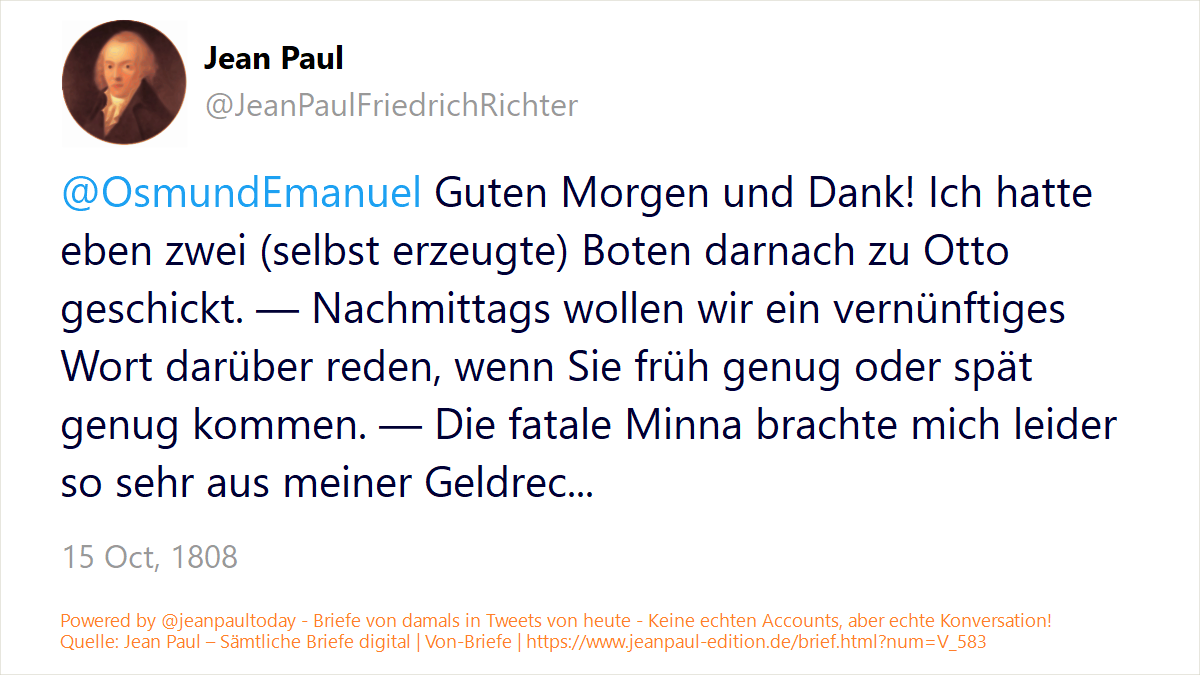 Jean Paul
@JeanPaulFriedrichRichter
@OsmundEmanuel Guten Morgen und Dank! Ich hatte
eben zwei (selbst erzeugte) Boten darnach zu Otto
geschickt. — Nachmittags wollen wir ein vernünftiges
Wort darüber reden, wenn Sie früh genug oder spät
genug kommen. — Die fatale Minna brachte mich leider
so sehr aus meiner Geldrec...
15 Oct, 1808
Powered by @jeanpaultoday - Briefe von damals in Tweets von heute - Keine echten Accounts, aber echte Konversation!
Quelle: Jean Paul – Sämtliche Briefe digital | Von-Briefe | https://www.jeanpaul-edition.de/brief.html?num=V_583